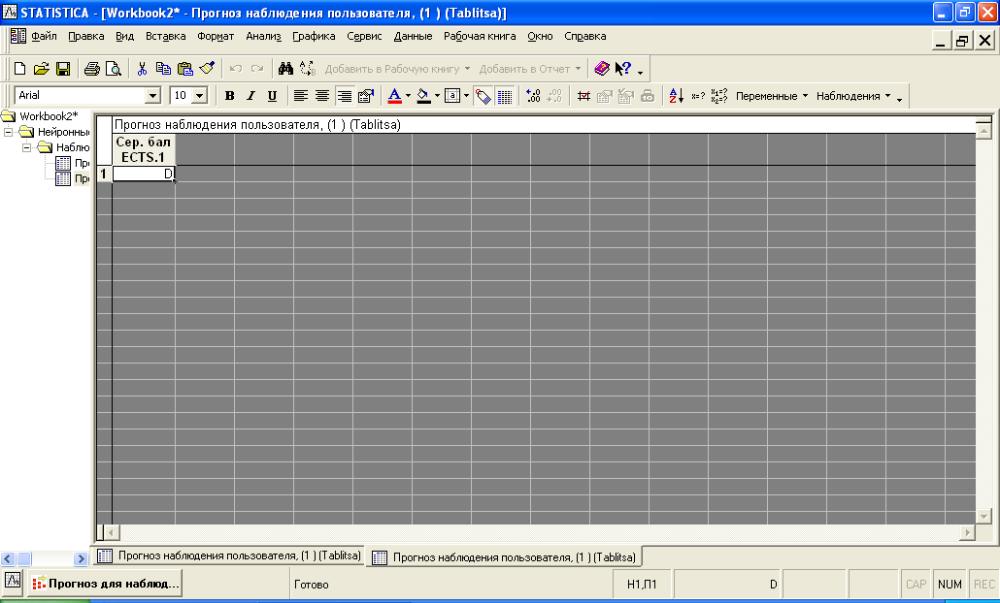 STATISTICA - [Workbook2* - Прогноз наблюдения пользователя, (1 ) (Tablitsa)]
Файл Правка Вид Вставка Формат Анализ Графика Сервис Данные Рабочая книга Окно Справка
Добавить в Рабочую книгу Добавить в Отчет
Arial 10 B I U A x=? Переменные Наблюдения
Workbook2*
Нейронны
Наблю
Пр
Пр
Прогноз наблюдения пользователя, (1 ) (Tablitsa)
Сер. бал
ECTS.1
1 D
Прогноз наблюдения пользователя, (1 ) (Tablitsa) Прогноз наблюдения пользователя, (1 ) (Tablitsa)
Прогноз для наблюд... Готово Н1,П1 D CAP NUM REC